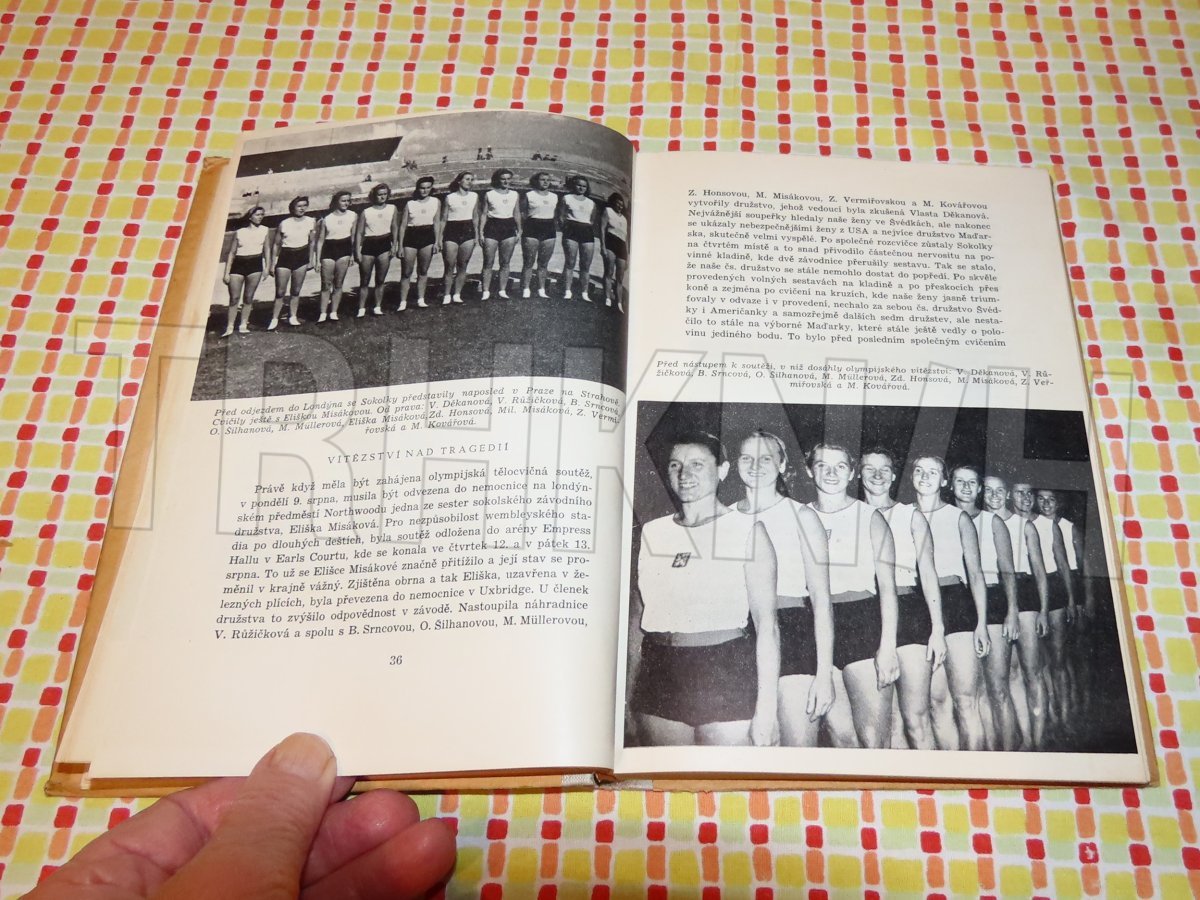 Před odjezdem do Londýna se Sokolky představily naposled v Praze na Strahově.
Cvičily ještě s Eliškou Misákovou. Od prava: V. Děkanová, V. Růžičková, B. Srncová,
O. Šilhanová, M. Müllerová, Eliška Misáková, Zd. Honsová, Mil. Misáková, Z. Vermi-
řovská a M. Kovářová.
VÍTĚZSTVÍ NAD TRAGEDIÍ
Právě když měla být zahájena olympijská tělocvičná soutěž,
v pondělí 9. srpna, musila být odvezena do nemocnice na londýn-
ském předměstí Northwoodu jedna ze sester sokolského závodního
družstva, Eliška Misáková. Pro nezpůsobilost wembleyského sta-
dia po dlouhých deštích, byla soutěž odložena do arény Empress
Hallu v Earls Courtu, kde se konala ve čtvrtek 12. a v pátek 13.
srpna. To už se Elišce Misákové značně přitížilo a její stav se pro-
měnil v krajně vážný. Zjištěna obrna a tak Eliška, uzavřena v že-
lezných plicích, byla převezena do nemocnice v Uxbridge. U členek
družstva to zvýšilo odpovědnost v závodě. Nastoupila náhradnice
V. Růžičková a spolu s B. Srncovou, O. Šilhanovou, M. Müllerovou,
36
Z. Honsovou, M. Misákovou, Z. Vermiřovskou a M. Kovářovou
vytvořily družstvo, jehož vedoucí byla zkušená Vlasta Děkanová.
Nejvážnější soupeřky hledaly naše ženy ve Švédkách, ale nakonec
se ukázaly nebezpečnějšími ženy z USA a nejvíce družstvo Maďar-
ska, skutečně velmi vyspělé. Po společné rozcvičce zůstaly Sokolky
na čtvrtém místě a to snad přivodilo částečnou nervositu na po-
vinné kladině, kde dvě závodnice přerušily sestavu. Tak se stalo,
že naše čs. družstvo se stále nemohlo dostat do popředí. Po skvěle
provedených volných sestavách na kladině a po přeskocích přes
koně a zejména po cvičení na kruzích, kde naše ženy jasně trium-
fovaly v odvaze i v provedení, nechalo za sebou čs. družstvo Švéd-
ky i Američanky a samozřejmě dalších sedm družstev, ale nesta-
čilo to stále na výborné Maďarky, které stále ještě vedly o polo-
vinu jediného bodu. To bylo před posledním společným cvičením
Před nástupem k soutěži, v níž dosáhly olympijského vítězství: V. Děkanová, V. Rů-
žičková, B. Srncová, O. Šilhanová, M. Müllerová, Zd. Honsová, M. Misáková, Z. Veř-
miřovská a M. Kovářová.